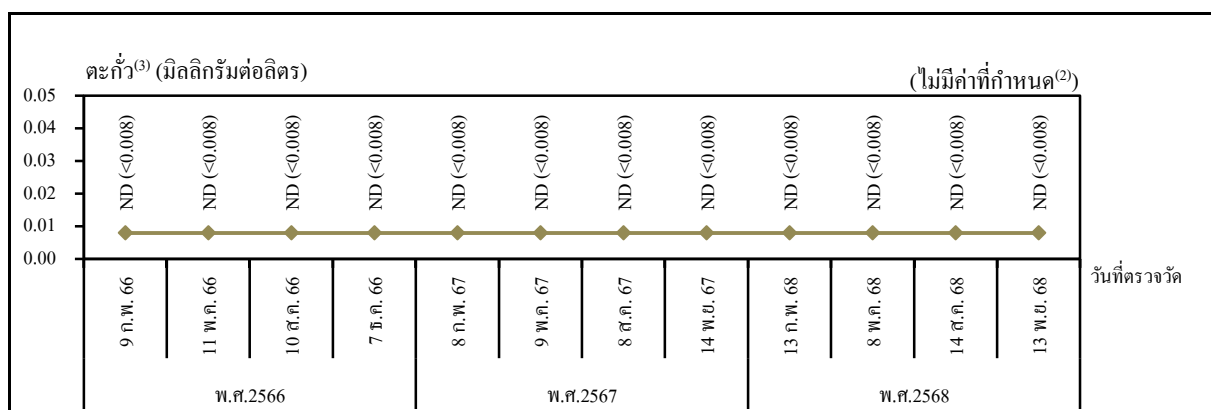 ตะกั่ว(3) (มิลลิกรัมต่อลิตร)
(ไม่มีค่าที่กำหนด(2))
0.05
0.04
0.03
0.02
0.01
0.00
ND (<0.008) ND (<0.008) ND (<0.008) ND (<0.008) ND (<0.008) ND (<0.008) ND (<0.008) ND (<0.008) ND (<0.008) ND (<0.008) ND (<0.008) ND (<0.008)
วันที่ตรวจวัด
9 ก.พ. 66 11 พ.ค. 66 10 ส.ค. 66 7 ธ.ค. 66 8 ก.พ. 67 9 พ.ค. 67 8 ส.ค. 67 14 พ.ย. 67 13 ก.พ. 68 8 พ.ค. 68 14 ส.ค. 68 13 พ.ย. 68
พ.ศ.2566 พ.ศ.2567 พ.ศ.2568